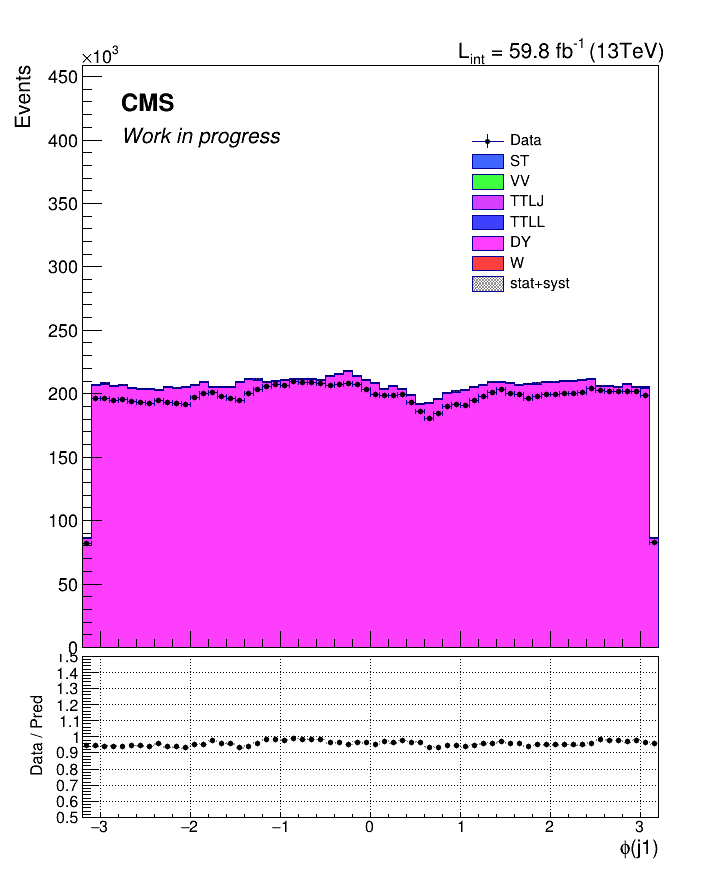 ×10³
L_int = 59.8 fb⁻¹ (13TeV)
Events
CMS
Work in progress
Data
ST
VV
TTLJ
TTLL
DY
W
stat+syst
450
400
350
300
250
200
150
100
50
0
Data / Pred
1.5
1.4
1.3
1.2
1.1
1
0.9
0.8
0.7
0.6
0.5
−3 −2 −1 0 1 2 3
ϕ(j1)